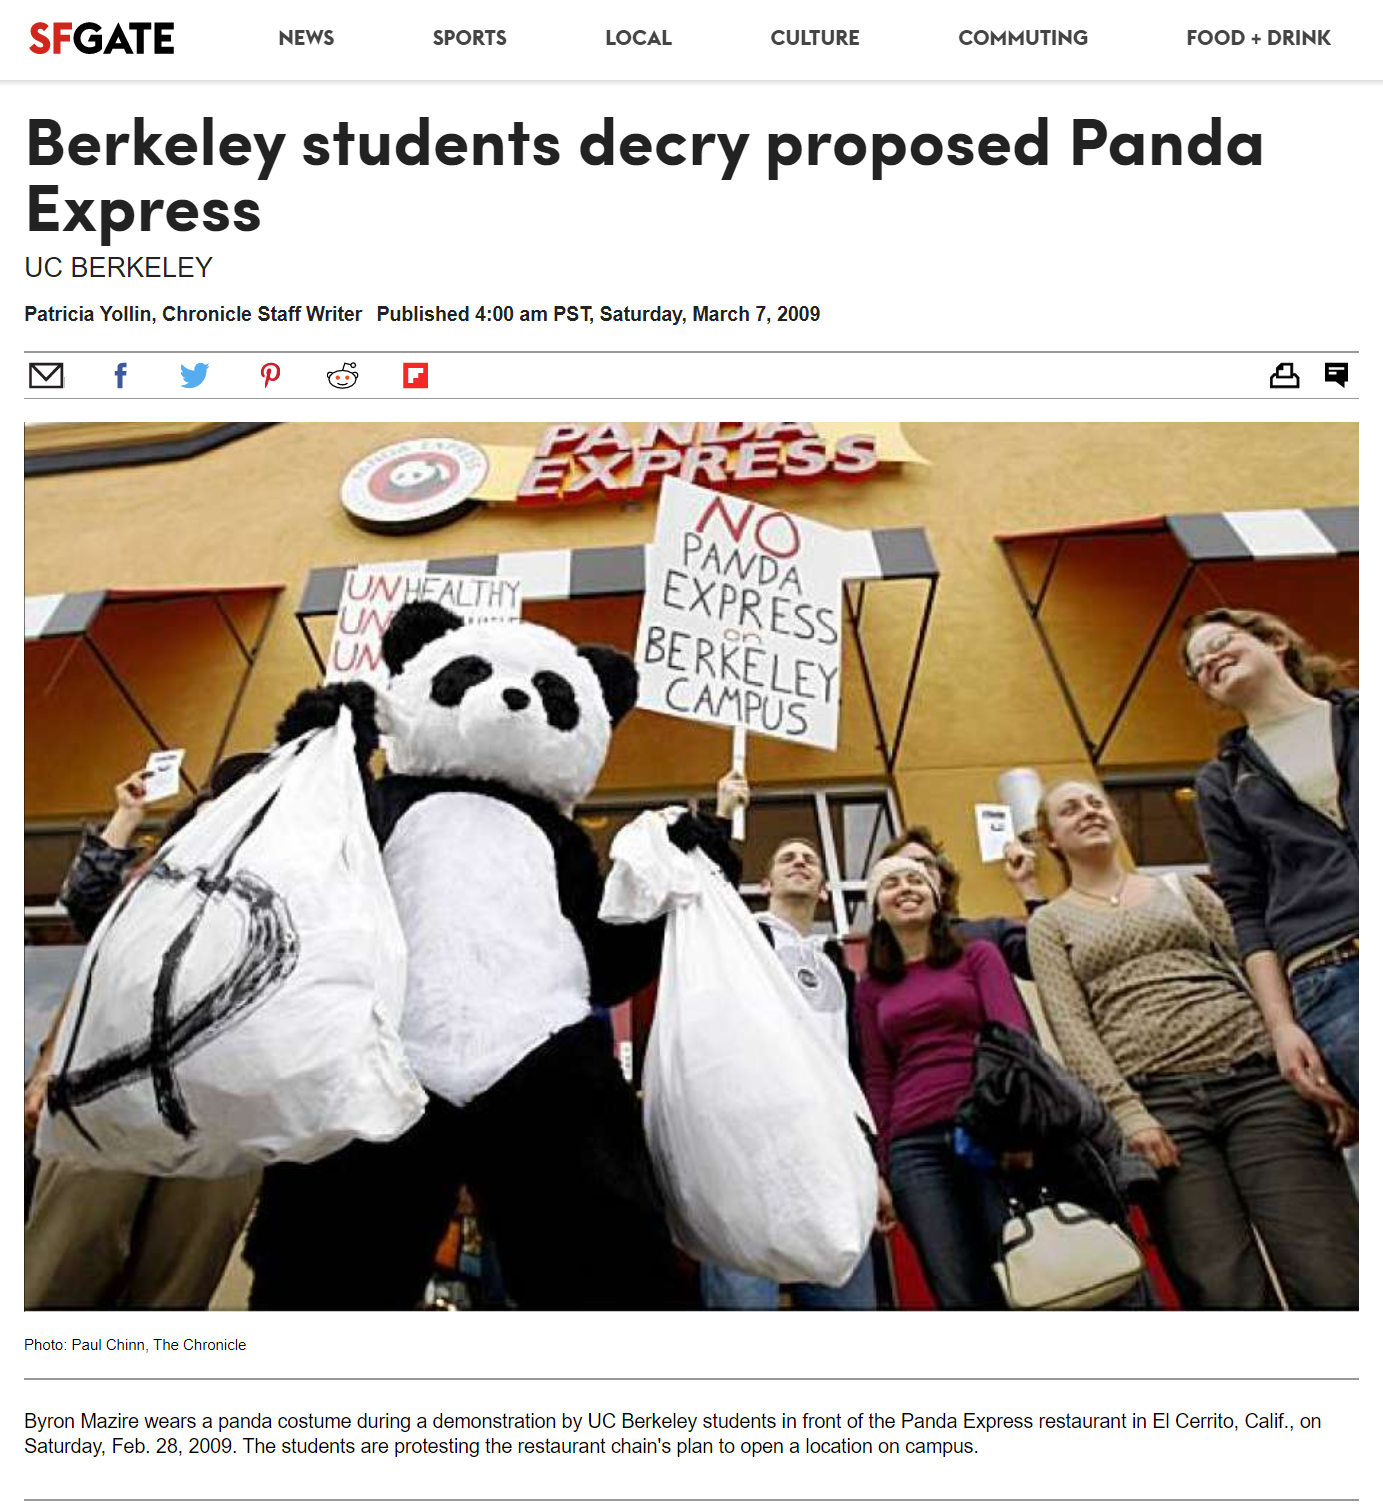 SFGATE
NEWS
SPORTS
LOCAL
CULTURE
COMMUTING
FOOD + DRINK
Berkeley students decry proposed Panda
Express
UC BERKELEY
Patricia Yollin, Chronicle Staff Writer Published 4:00 am PST, Saturday, March 7, 2009
PANDA
EXPRESS
PANDA EXPRESS
NO
PANDA
EXPRESS
on
BERKELEY
CAMPUS
UNHEALTHY
UN
UN
Photo: Paul Chinn, The Chronicle
Byron Mazire wears a panda costume during a demonstration by UC Berkeley students in front of the Panda Express restaurant in El Cerrito, Calif., on
Saturday, Feb. 28, 2009. The students are protesting the restaurant chain's plan to open a location on campus.